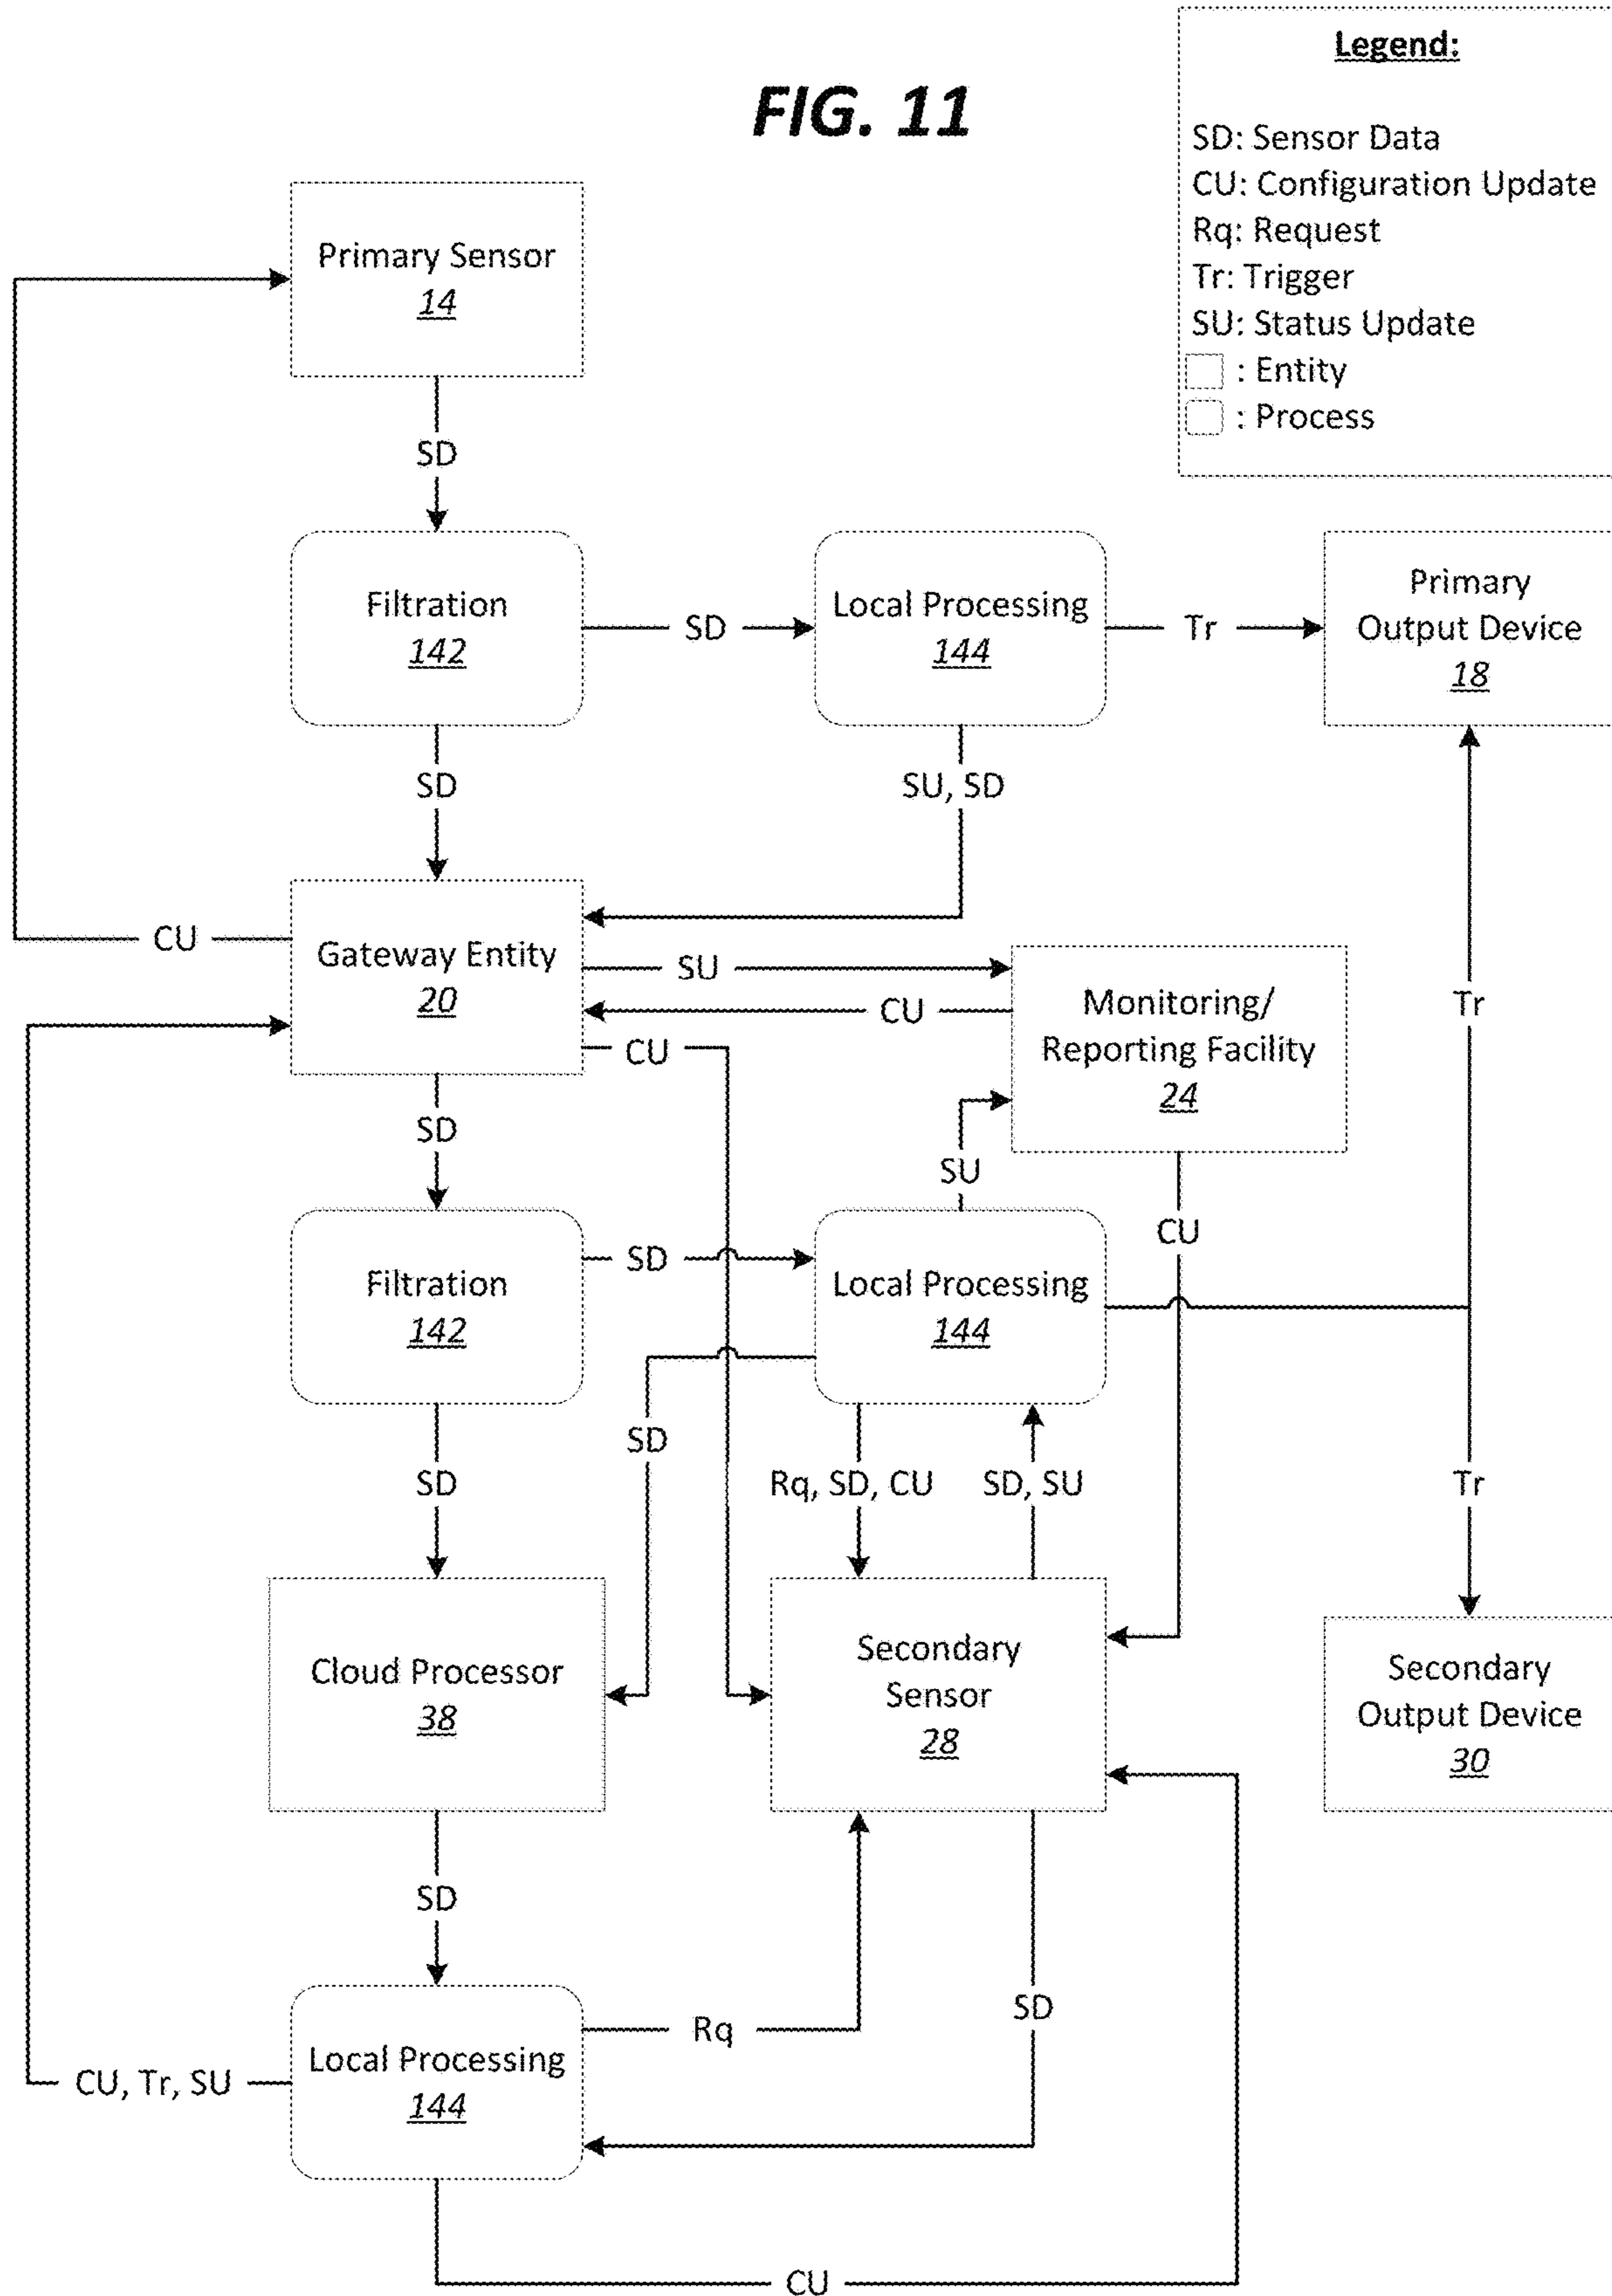 FIG. 11
Legend:
SD: Sensor Data
CU: Configuration Update
Rq: Request
Tr: Trigger
SU: Status Update
: Entity
: Process
Primary Sensor
14
SD
Filtration
142
SD
Local Processing
144
Tr
Primary
Output Device
18
SD
SU, SD
CU
Gateway Entity
20
SU
CU
CU
Monitoring/
Reporting Facility
24
Tr
SD
SU
CU
Filtration
142
SD
Local Processing
144
SD
SD
Rq, SD, CU
SD, SU
Tr
Cloud Processor
38
Secondary
Sensor
28
Secondary
Output Device
30
SD
SD
Rq
CU, Tr, SU
Local Processing
144
CU